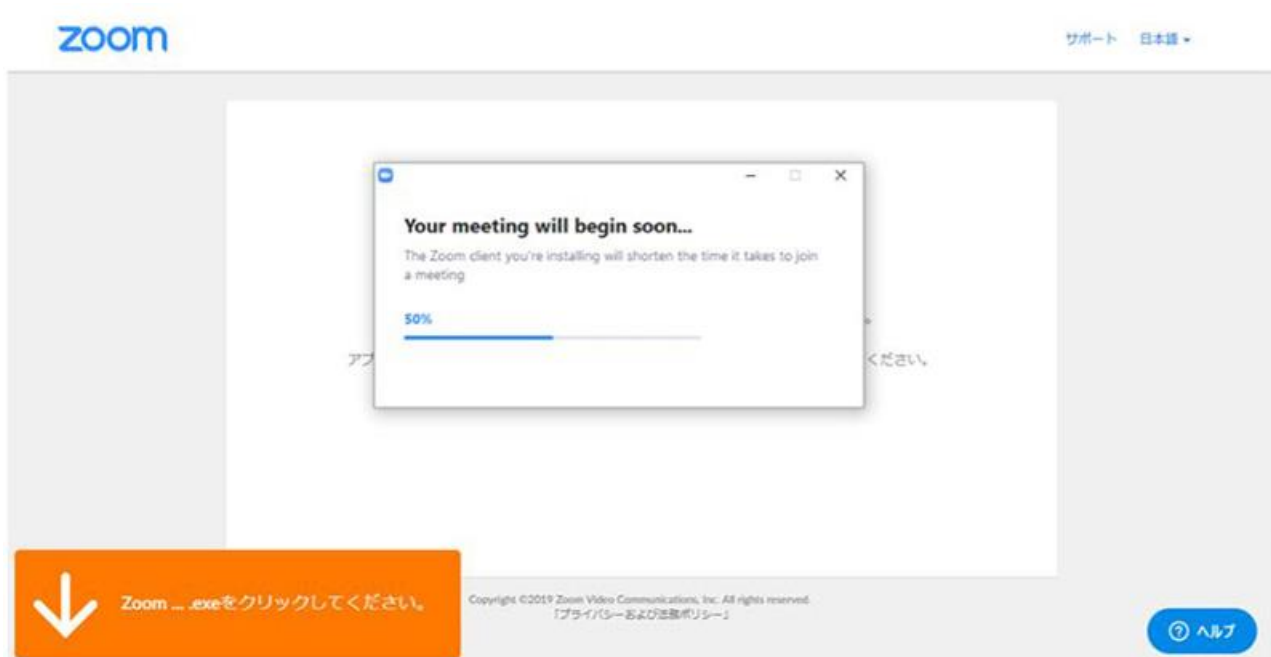 zoom
サポート 日本語
Your meeting will begin soon...
The Zoom client you're installing will shorten the time it takes to join
a meeting
50%
。
アプ
ください。
Zoom ... .exeをクリックしてください。
Copyright ©2019 Zoom Video Communications, Inc. All rights reserved.
「プライバシーおよび法務ポリシー」
ヘルプ